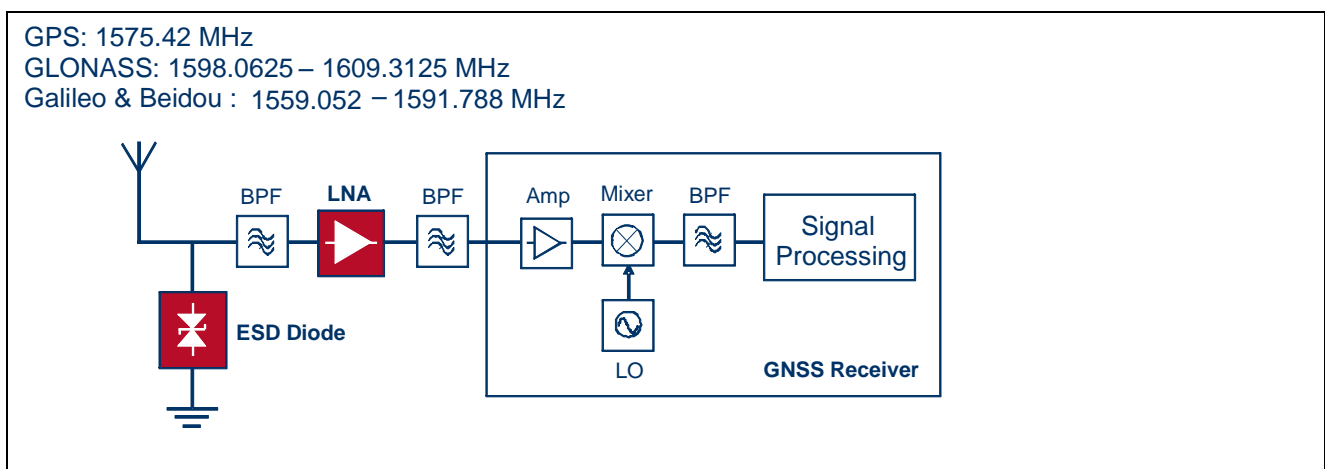 GPS: 1575.42 MHz
GLONASS: 1598.0625 – 1609.3125 MHz
Galileo & Beidou : 1559.052 – 1591.788 MHz
BPF
LNA
BPF
Amp
Mixer
BPF
Signal
Processing
ESD Diode
LO
GNSS Receiver